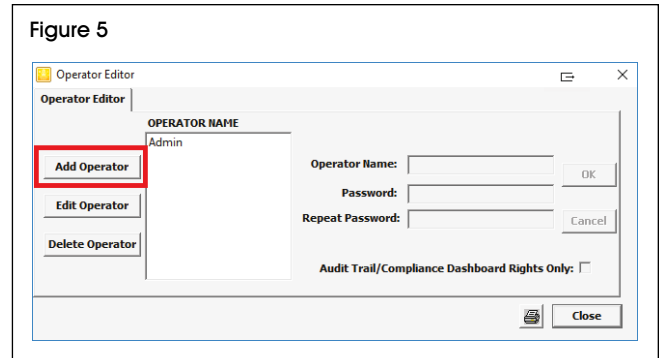 Figure 5
Operator Editor
Operator Editor
OPERATOR NAME
Admin
Add Operator
Edit Operator
Delete Operator
Operator Name:
Password:
Repeat Password:
OK
Cancel
Audit Trail/Compliance Dashboard Rights Only:
Close